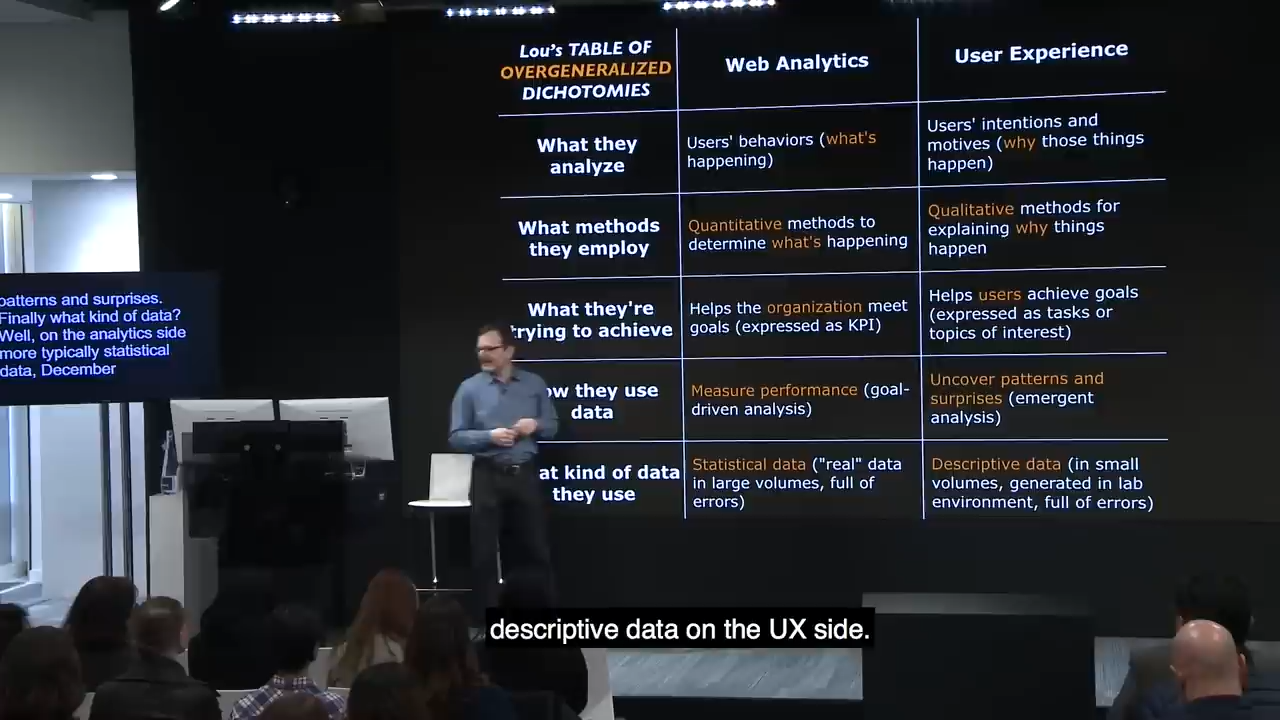 Lou's TABLE OF
OVERGENERALIZED
DICHOTOMIES
Web Analytics
User Experience
What they
analyze
Users' behaviors (what's
happening)
Users' intentions and
motives (why those things
happen)
What methods
they employ
Quantitative methods to
determine what's happening
Qualitative methods for
explaining why things
happen
What they're
trying to achieve
Helps the organization meet
goals (expressed as KPI)
Helps users achieve goals
(expressed as tasks or
topics of interest)
ow they use
data
Measure performance (goal-
driven analysis)
Uncover patterns and
surprises (emergent
analysis)
at kind of data
they use
Statistical data ("real" data
in large volumes, full of
errors)
Descriptive data (in small
volumes, generated in lab
environment, full of errors)
patterns and surprises.
Finally what kind of data?
Well, on the analytics side
more typically statistical
data, December
descriptive data on the UX side.